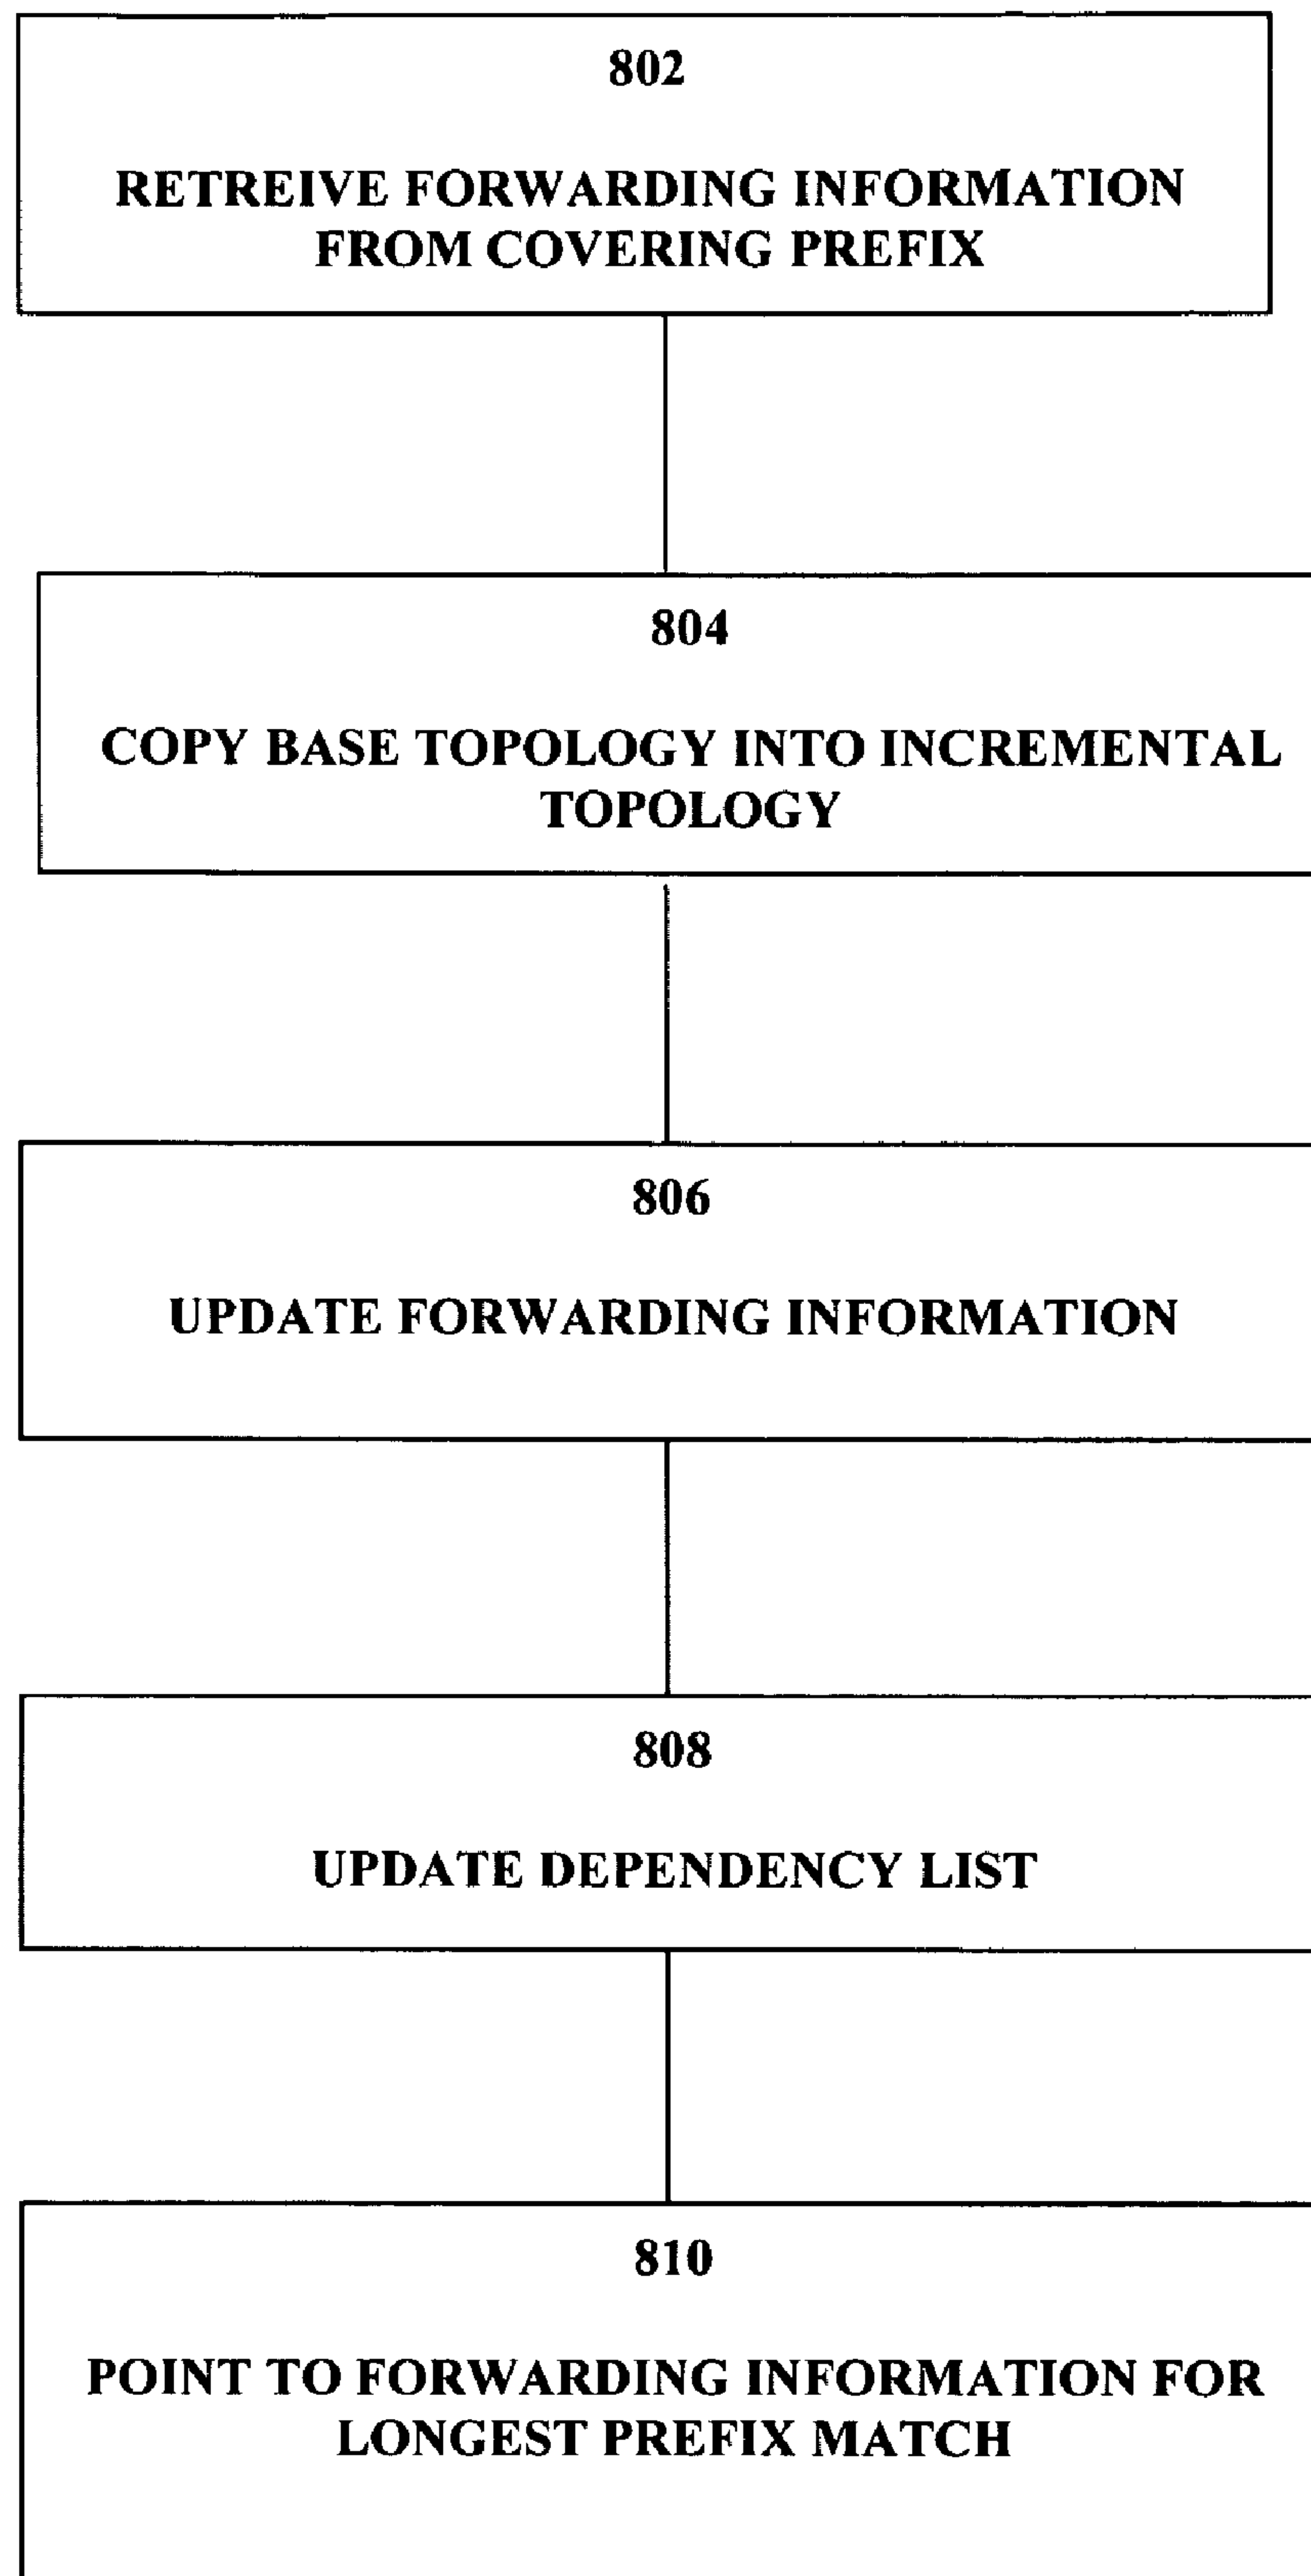 802
RETREIVE FORWARDING INFORMATION
FROM COVERING PREFIX
804
COPY BASE TOPOLOGY INTO INCREMENTAL
TOPOLOGY
806
UPDATE FORWARDING INFORMATION
808
UPDATE DEPENDENCY LIST
810
POINT TO FORWARDING INFORMATION FOR
LONGEST PREFIX MATCH